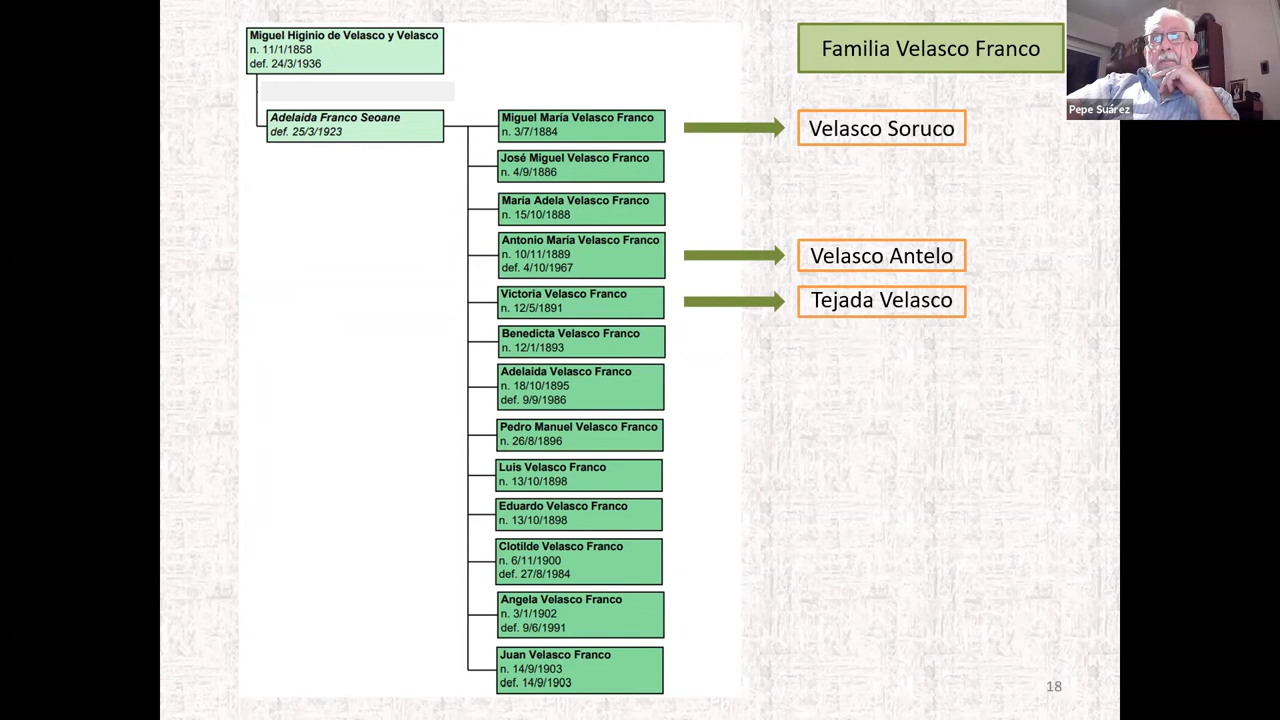 Miguel Higinio de Velasco y Velasco
n. 11/1/1858
def. 24/3/1936
Adelaida Franco Seoane
def. 25/3/1923
Miguel María Velasco Franco
n. 3/7/1884
José Miguel Velasco Franco
n. 4/9/1886
María Adela Velasco Franco
n. 15/10/1888
Antonio María Velasco Franco
n. 10/11/1889
def. 4/10/1967
Victoria Velasco Franco
n. 12/5/1891
Benedicta Velasco Franco
n. 12/1/1893
Adelaida Velasco Franco
n. 18/10/1895
def. 9/9/1986
Pedro Manuel Velasco Franco
n. 26/8/1896
Luis Velasco Franco
n. 13/10/1898
Eduardo Velasco Franco
n. 13/10/1898
Clotilde Velasco Franco
n. 6/11/1900
def. 27/8/1984
Angela Velasco Franco
n. 3/1/1902
def. 9/6/1991
Juan Velasco Franco
n. 14/9/1903
def. 14/9/1903
Familia Velasco Franco
Velasco Soruco
Velasco Antelo
Tejada Velasco
Pepe Suárez
18